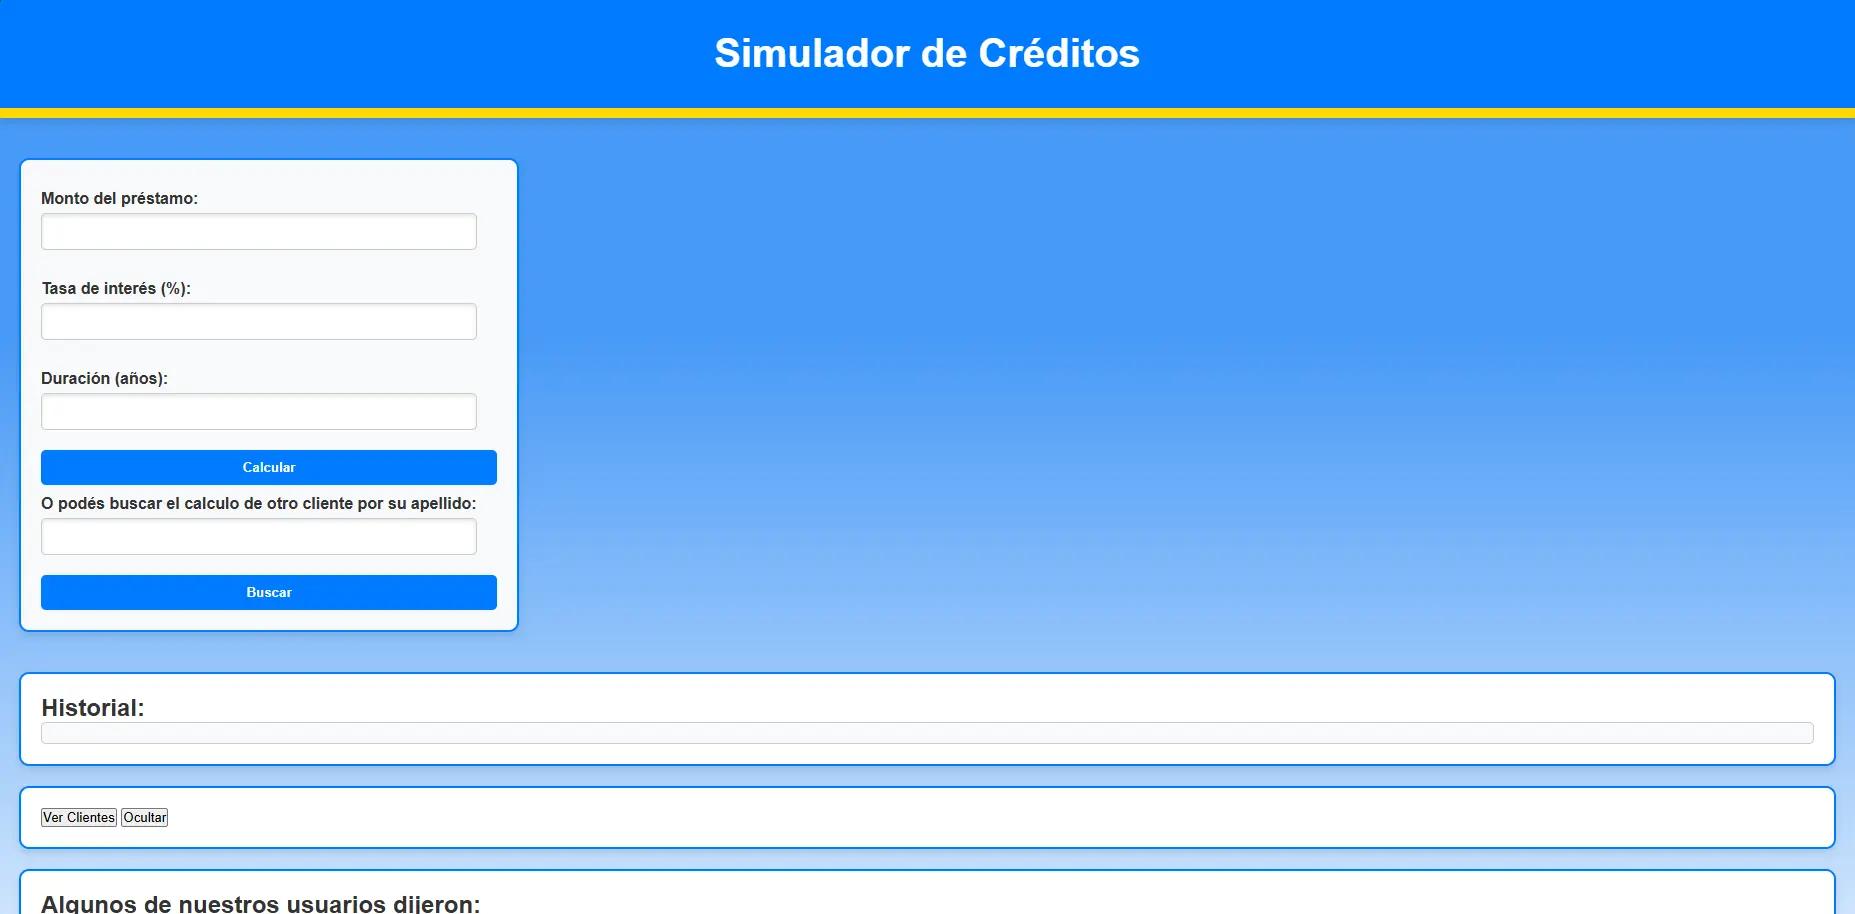 Simulador de Créditos
Monto del préstamo:
Tasa de interés (%):
Duración (años):
Calcular
O podés buscar el calculo de otro cliente por su apellido:
Buscar
Historial:
Ver Clientes Ocultar
Algunos de nuestros usuarios dijeron: